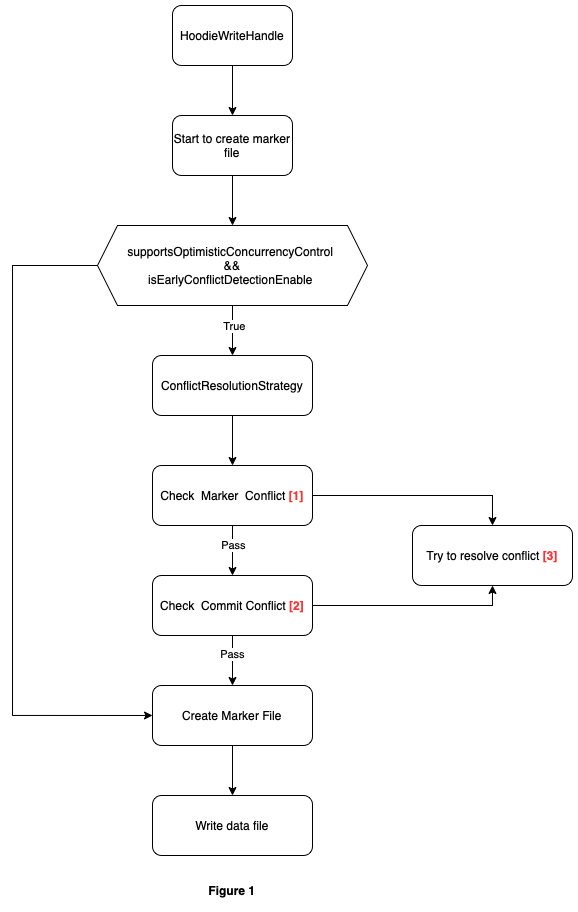 HoodieWriteHandle
Start to create marker
file
supportsOptimisticConcurrencyControl
&&
isEarlyConflictDetectionEnable
True
ConflictResolutionStrategy
Check Marker Conflict [1]
Pass
Try to resolve conflict [3]
Check Commit Conflict [2]
Pass
Create Marker File
Write data file
Figure 1